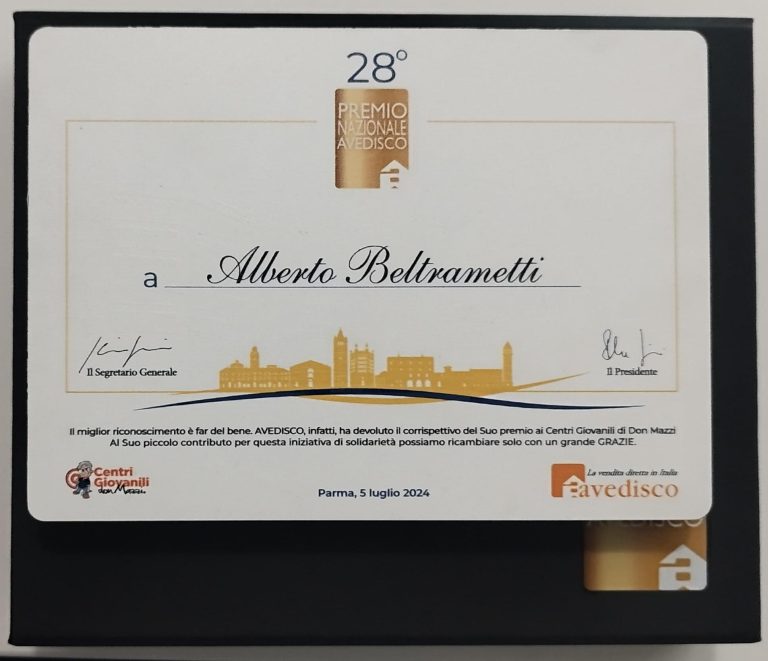 28°
PREMIO
NAZIONALE
AVEDISCO
a Alberto Beltrametti
Il Segretario Generale
Il Presidente
Il miglior riconoscimento è far del bene. AVEDISCO, infatti, ha devoluto il corrispettivo del Suo premio ai Centri Giovanili di Don Mazzi
Al Suo piccolo contributo per questa iniziativa di solidarietà possiamo ricambiare solo con un grande GRAZIE.
Centri
Giovanili
Don Mazzi
Parma, 5 luglio 2024
La vendita diretta in Italia
avedisco
AVEDISCO